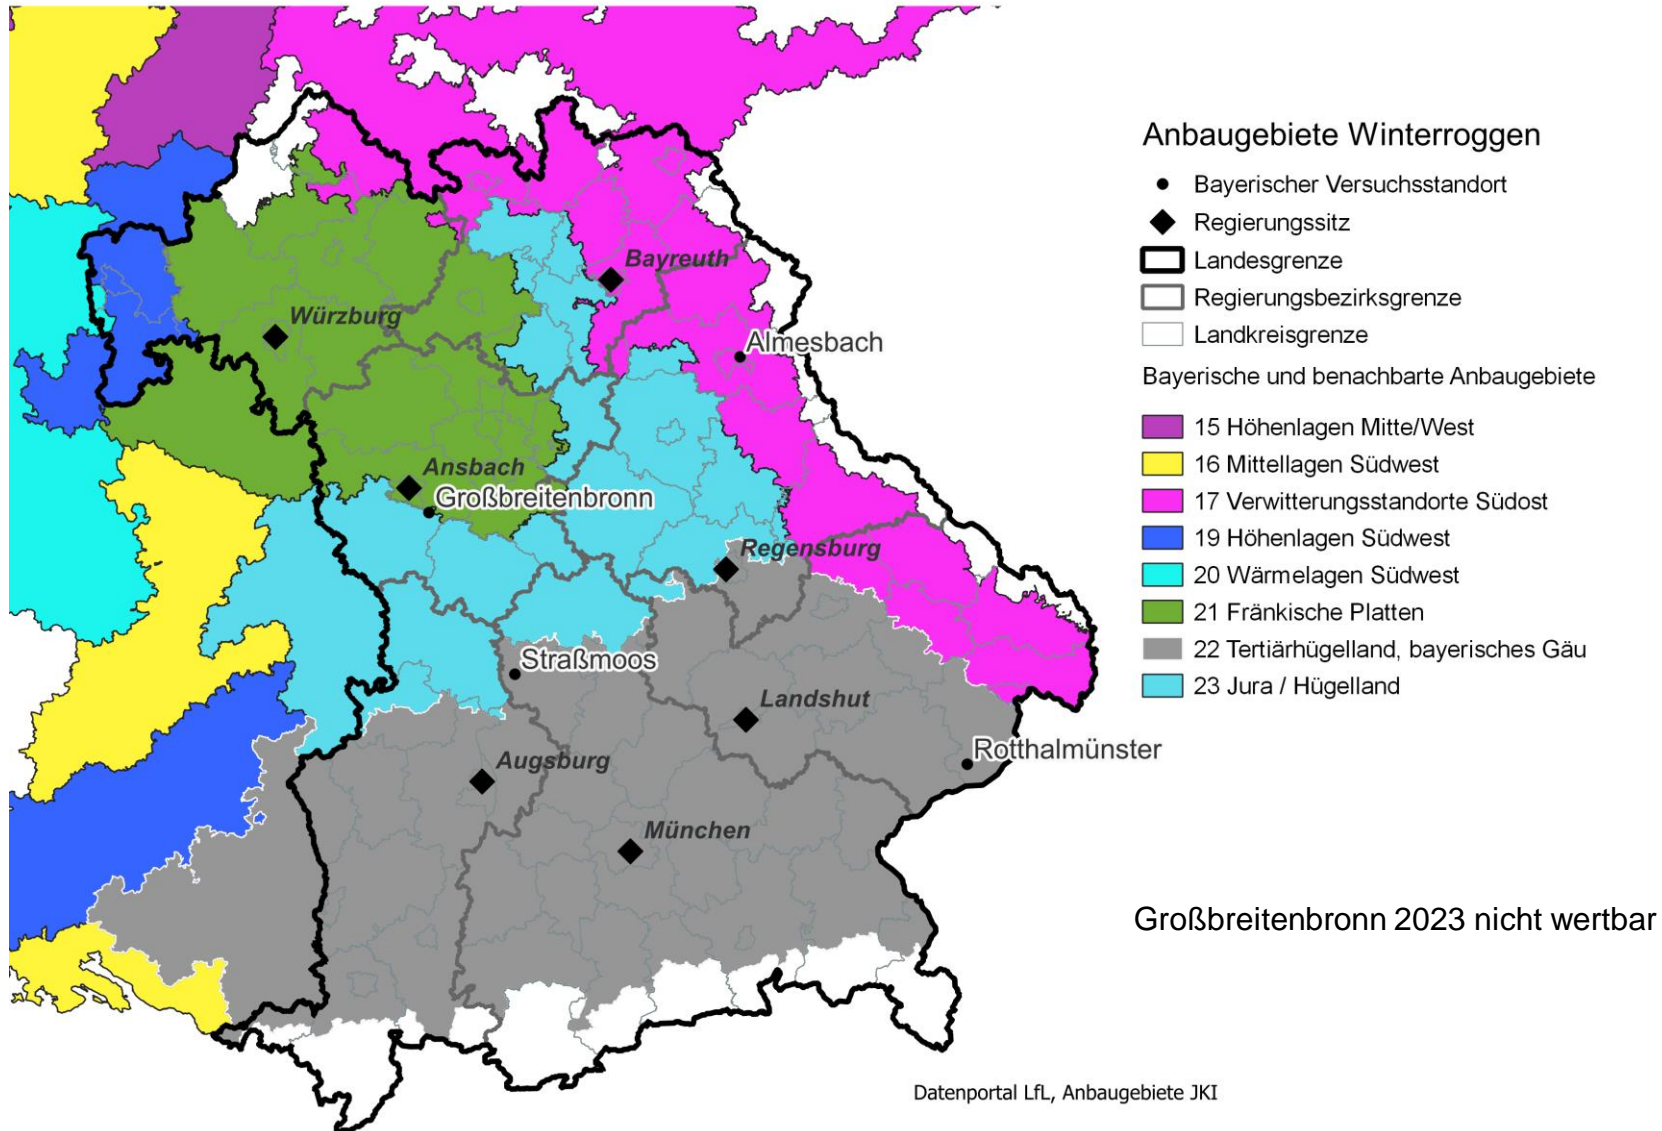 Anbaugebiete Winterroggen
Bayerischer Versuchsstandort
Regierungssitz
Landesgrenze
Regierungsbezirksgrenze
Landkreisgrenze
Bayerische und benachbarte Anbaugebiete
15 Höhenlagen Mitte/West
16 Mittellagen Südwest
17 Verwitterungsstandorte Südost
19 Höhenlagen Südwest
20 Wärmelagen Südwest
21 Fränkische Platten
22 Tertiärhügelland, bayerisches Gäu
23 Jura / Hügelland
Bayreuth
Würzburg
Almesbach
Ansbach
Großbreitenbronn
Regensburg
Straßmoos
Landshut
Rotthalmünster
Augsburg
München
Großbreitenbronn 2023 nicht wertbar
Datenportal LfL, Anbaugebiete JKI